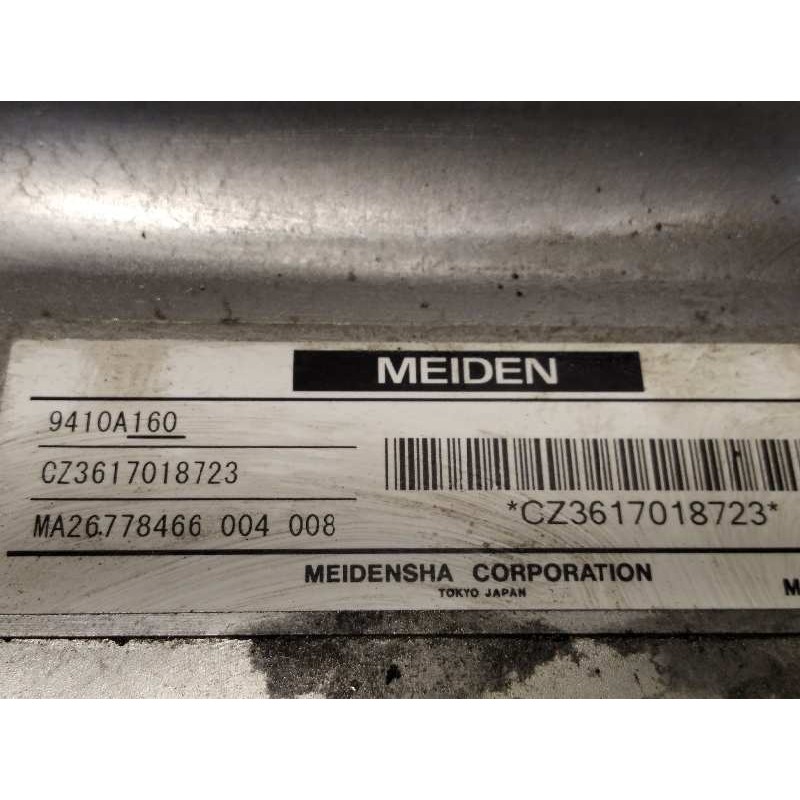 MEIDEN
9410A160
CZ3617018723
MA26778466 004 008
*CZ3617018723*
MEIDENSHA CORPORATION
TOKYO JAPAN
M